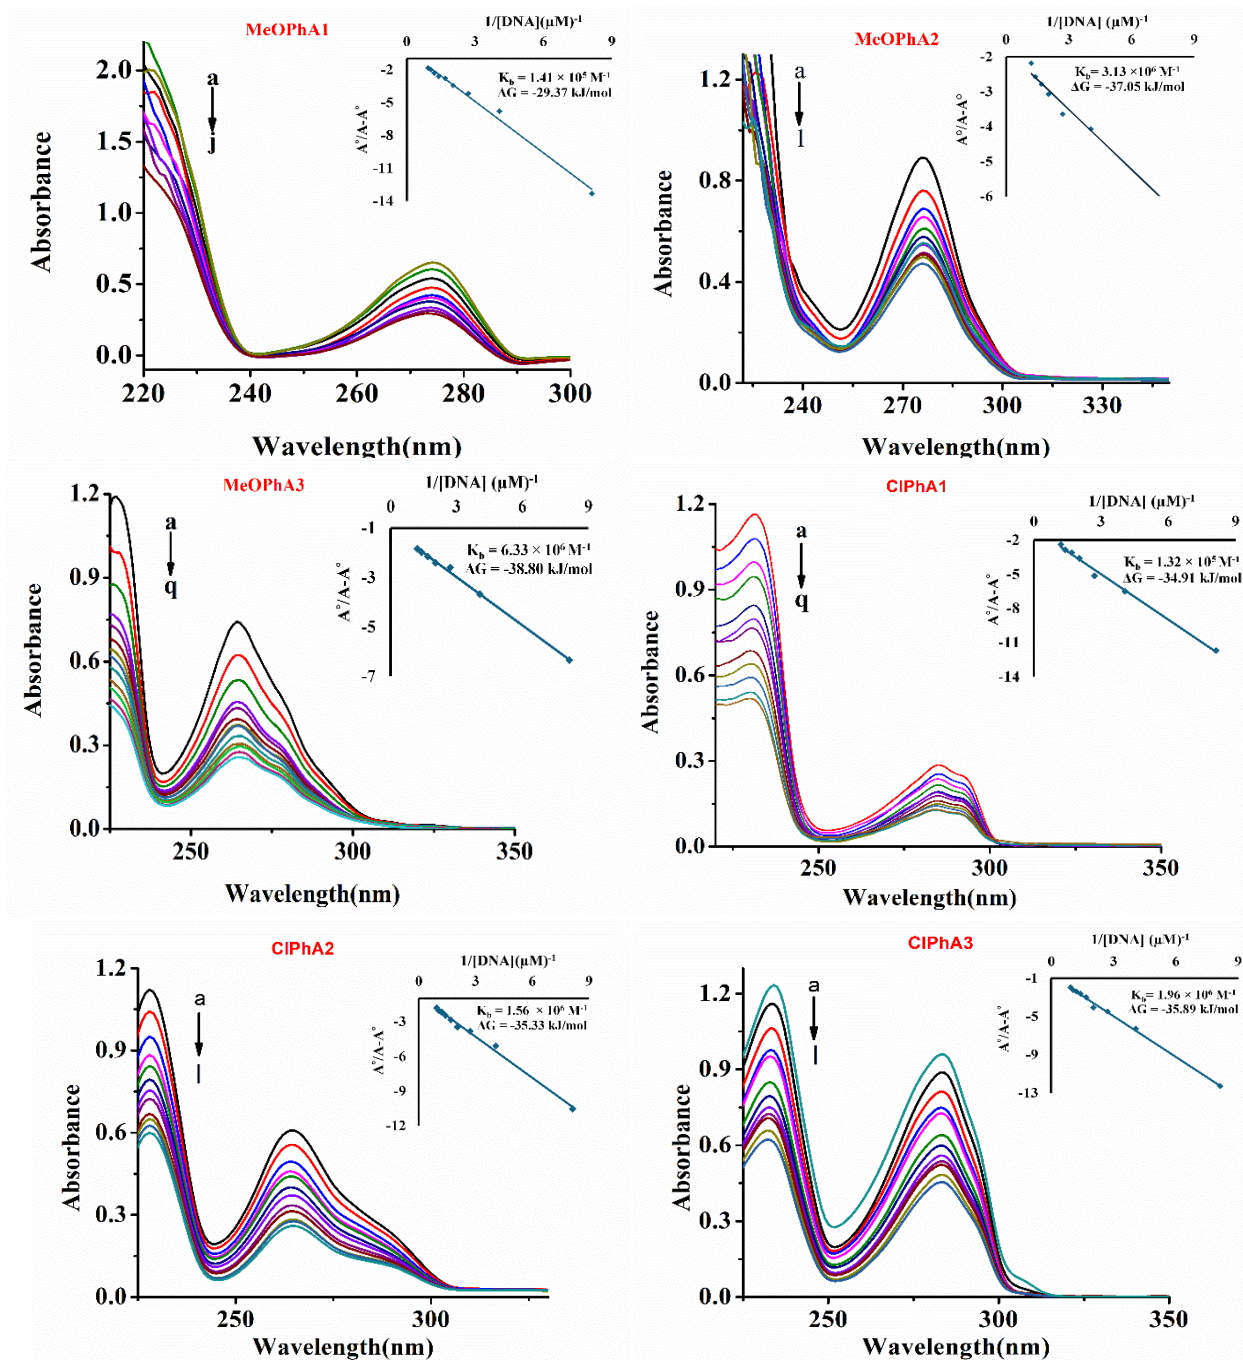 MeOPhA1
1/[DNA](µM)⁻¹
0 3 6 9
-2
-5
-8
-11
-14
A°/A-A°
K_b = 1.41 × 10⁵ M⁻¹
ΔG = -29.37 kJ/mol
a
j
2.0
1.5
1.0
0.5
0.0
Absorbance
220 240 260 280 300
Wavelength(nm)
MeOPhA2
1/[DNA] (µM)⁻¹
0 3 6 9
-2
-3
-4
-5
-6
A°/A-A°
K_b = 3.13 ×10⁶ M⁻¹
ΔG = -37.05 kJ/mol
a
l
1.2
0.8
0.4
0.0
Absorbance
240 270 300 330
Wavelength(nm)
MeOPhA3
1/[DNA] (µM)⁻¹
0 3 6 9
-1
-3
-5
-7
A°/A-A°
K_b = 6.33 × 10⁶ M⁻¹
ΔG = -38.80 kJ/mol
a
q
1.2
0.9
0.6
0.3
0.0
Absorbance
250 300 350
Wavelength(nm)
ClPhA1
1/[DNA] (µM)⁻¹
0 3 6 9
-2
-5
-8
-11
-14
A°/A-A°
K_b = 1.32 × 10⁵ M⁻¹
ΔG = -34.91 kJ/mol
a
q
1.2
0.9
0.6
0.3
0.0
Absorbance
250 300 350
Wavelength(nm)
ClPhA2
1/[DNA](µM)⁻¹
0 3 6 9
-3
-6
-9
-12
A°/A-A°
K_b = 1.56 × 10⁶ M⁻¹
ΔG = -35.33 kJ/mol
a
l
1.2
0.9
0.6
0.3
0.0
Absorbance
250 300
Wavelength(nm)
ClPhA3
1/[DNA] (µM)⁻¹
0 3 6 9
-1
-5
-9
-13
A°/A-A°
K_b = 1.96 × 10⁶ M⁻¹
ΔG = -35.89 kJ/mol
a
l
1.2
0.9
0.6
0.3
0.0
Absorbance
250 300 350
Wavelength(nm)